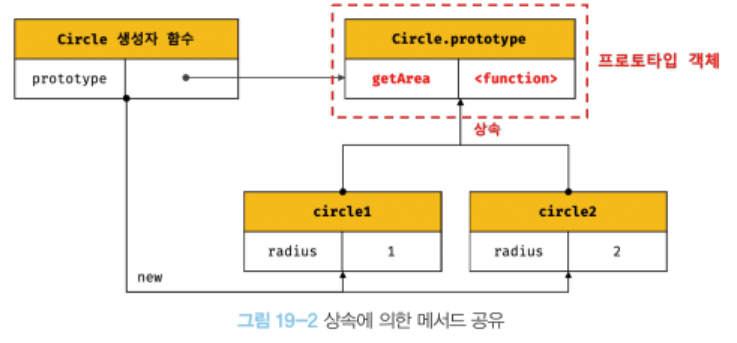 Circle 생성자 함수
prototype
Circle.prototype
getArea
<function>
프로토타입 객체
상속
circle1
radius
1
circle2
radius
2
new
그림 19-2 상속에 의한 메서드 공유